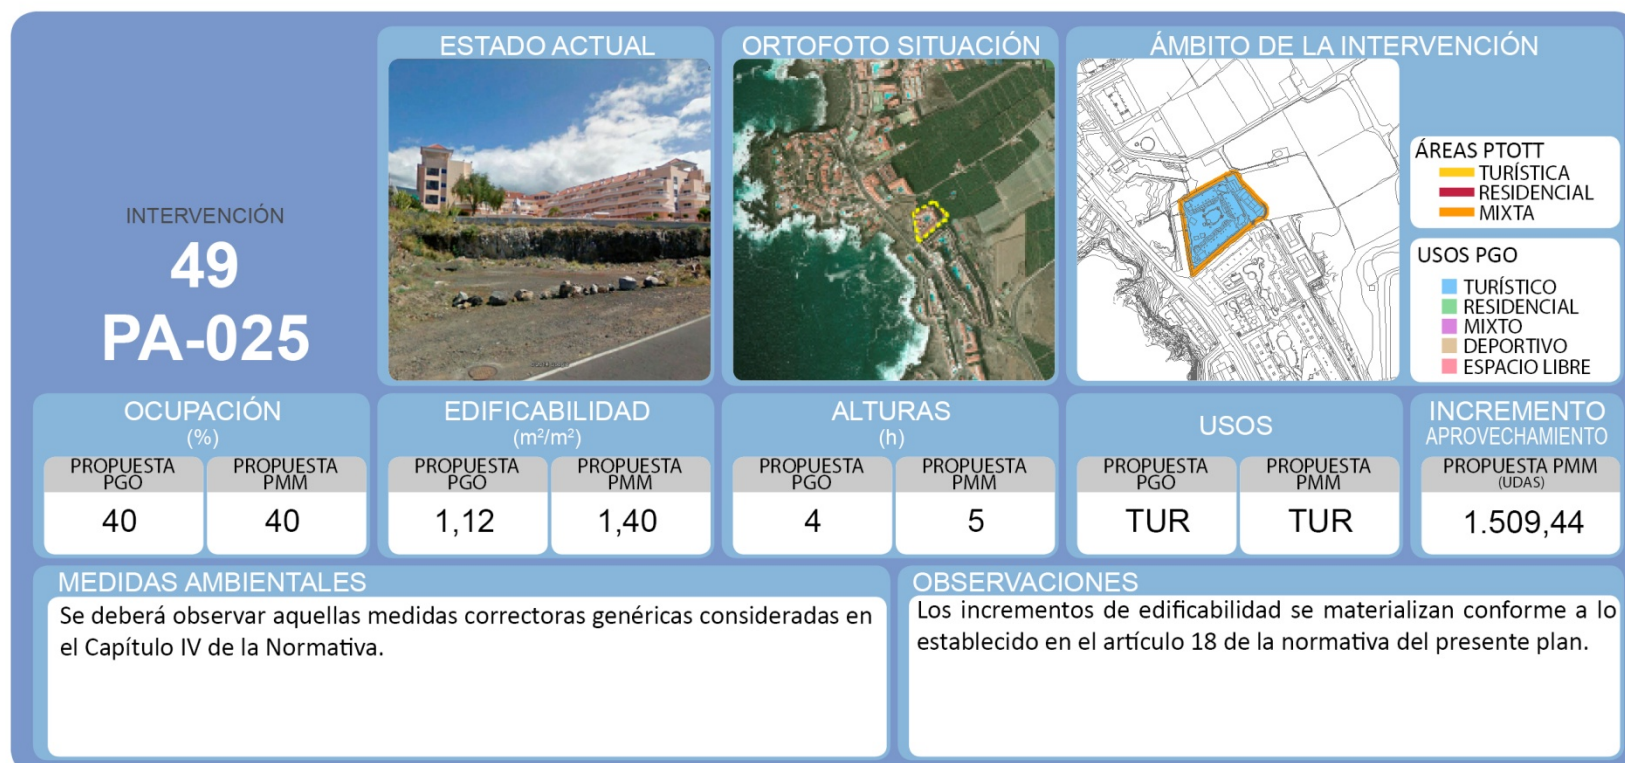 INTERVENCIÓN
49
PA-025
ESTADO ACTUAL
ORTOFOTO SITUACIÓN
ÁMBITO DE LA INTERVENCIÓN
ÁREAS PTOTT
TURÍSTICA
RESIDENCIAL
MIXTA
USOS PGO
TURÍSTICO
RESIDENCIAL
MIXTO
DEPORTIVO
ESPACIO LIBRE
OCUPACIÓN
(%)
PROPUESTA PGO
PROPUESTA PMM
40
40
EDIFICABILIDAD
(m²/m²)
PROPUESTA PGO
PROPUESTA PMM
1,12
1,40
ALTURAS
(h)
PROPUESTA PGO
PROPUESTA PMM
4
5
USOS
PROPUESTA PGO
PROPUESTA PMM
TUR
TUR
INCREMENTO
APROVECHAMIENTO
PROPUESTA PMM
(UDAS)
1.509,44
MEDIDAS AMBIENTALES
Se deberá observar aquellas medidas correctoras genéricas consideradas en
el Capítulo IV de la Normativa.
OBSERVACIONES
Los incrementos de edificabilidad se materializan conforme a lo
establecido en el artículo 18 de la normativa del presente plan.